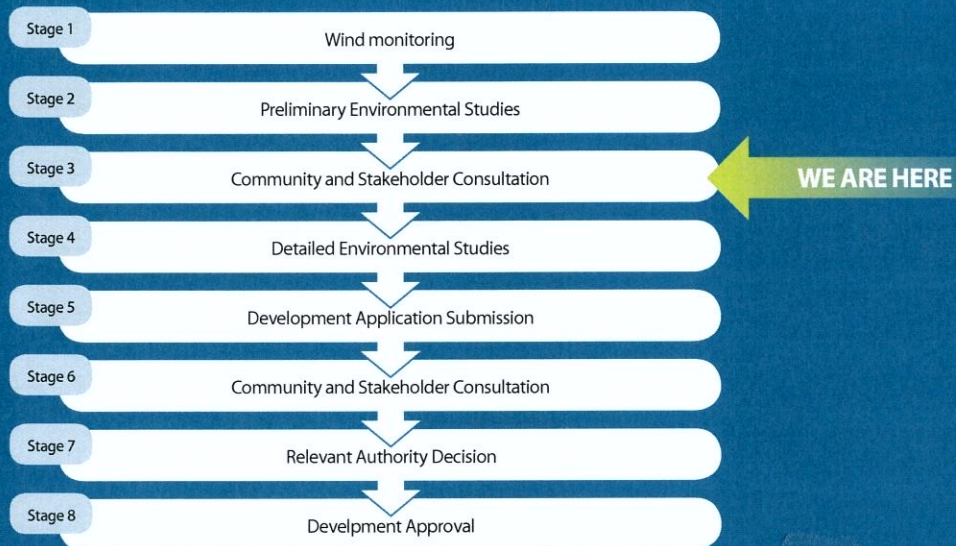 Stage 1
Wind monitoring
Stage 2
Preliminary Environmental Studies
Stage 3
Community and Stakeholder Consultation
WE ARE HERE
Stage 4
Detailed Environmental Studies
Stage 5
Development Application Submission
Stage 6
Community and Stakeholder Consultation
Stage 7
Relevant Authority Decision
Stage 8
Develpment Approval